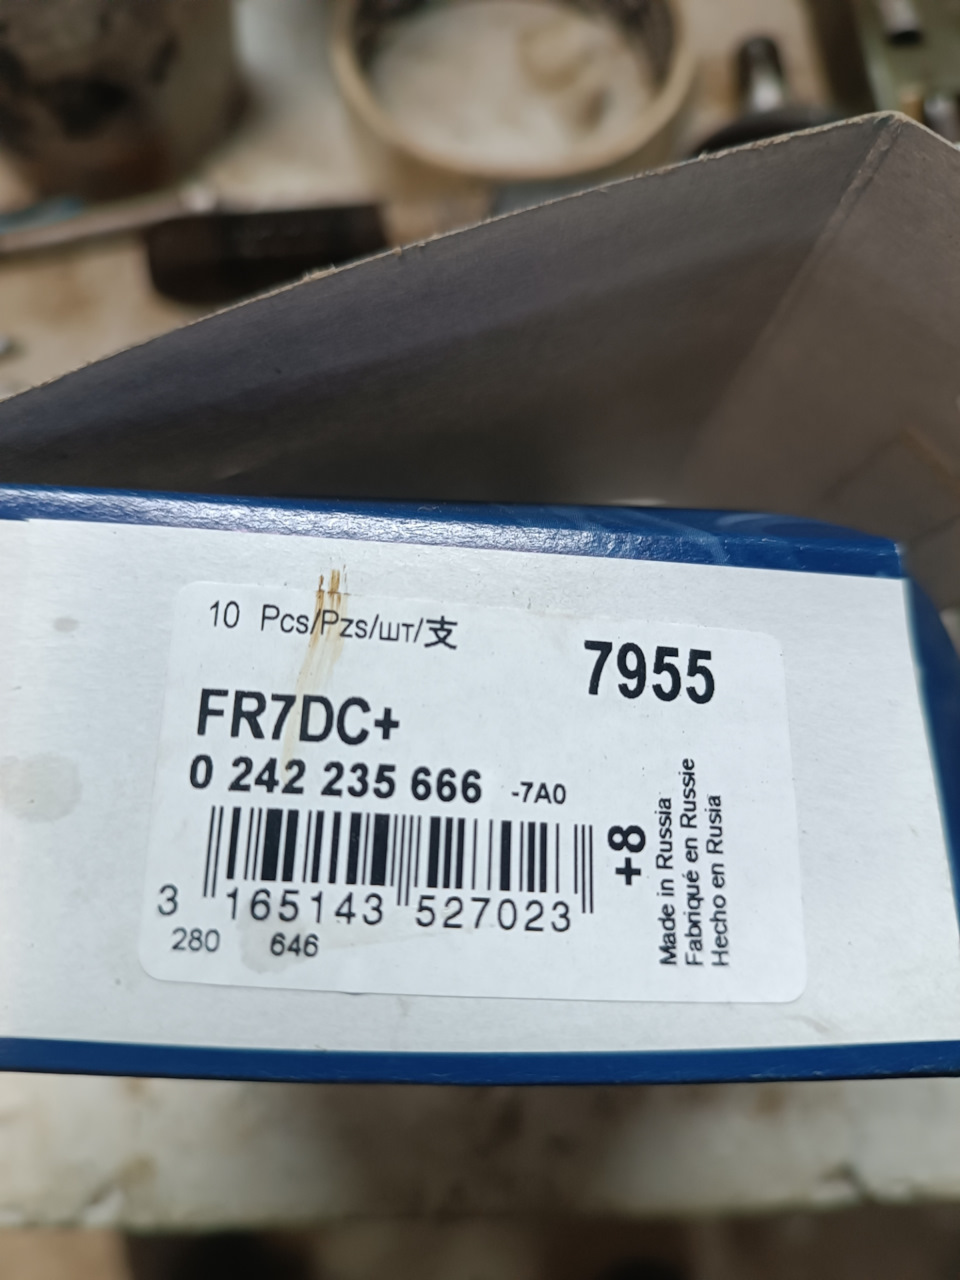 10 Pcs/Pzs/шт/支
7955
FR7DC+
0 242 235 666 -7A0
3 165143 527023
280 646
+8
Made in Russia
Fabriqué en Russie
Hecho en Rusia